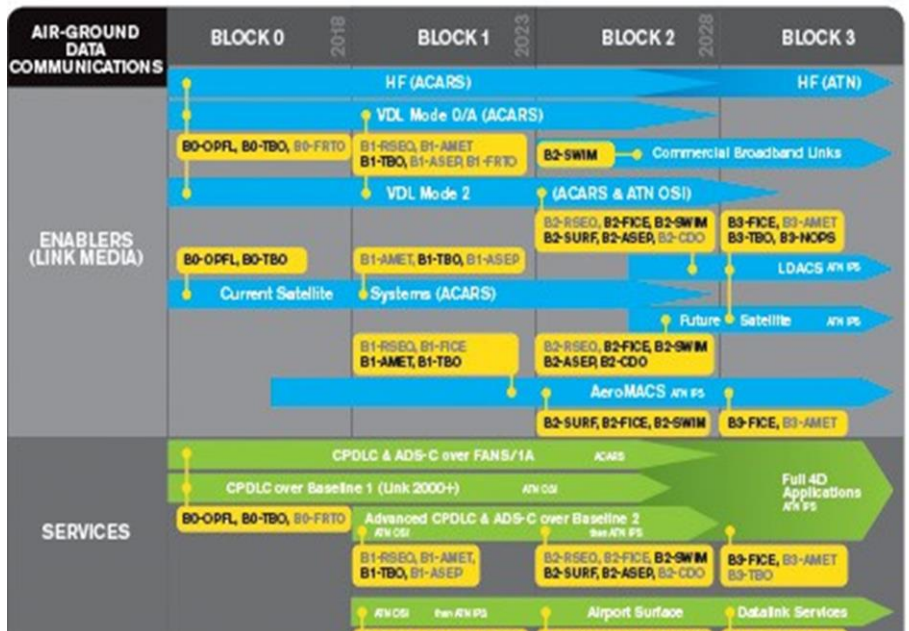 AIR-GROUND
DATA
COMMUNICATIONS
BLOCK 0
2018
BLOCK 1
2023
BLOCK 2
2028
BLOCK 3
ENABLERS
(LINK MEDIA)
HF (ACARS)
HF (ATN)
VDL Mode 0/A (ACARS)
B0-OPFL, B0-TBO, B0-FRTO
B1-RSEO, B1-AMET
B1-TBO, B1-ASEP, B1-FRTO
B2-SWIM
Commercial Broadband Links
VDL Mode 2
(ACARS & ATN OSI)
B2-RSEO, B2-FICE, B2-SWIM
B2-SURF, B2-ASEP, B2-CDO
B3-FICE, B3-AMET
B3-TBO, B3-NOPS
B0-OPFL, B0-TBO
B1-AMET, B1-TBO, B1-ASEP
LDACS ATN IPS
Current Satellite
Systems (ACARS)
Future
Satellite
ATN IPS
B1-RSEO, B1-FICE
B1-AMET, B1-TBO
B2-RSEO, B2-FICE, B2-SWIM
B2-ASEP, B2-CDO
AeroMACS ATN IPS
B2-SURF, B2-FICE, B2-SWIM
B3-FICE, B3-AMET
SERVICES
CPDLC & ADS-C over FANS/1A
ACARS
CPDLC over Baseline 1 (Link 2000+)
ATN OSI
Full 4D
Applications
ATN IPS
B0-OPFL, B0-TBO, B0-FRTO
Advanced CPDLC & ADS-C over Baseline 2
ATN OSI
then ATN IPS
B1-RSEO, B1-AMET,
B1-TBO, B1-ASEP
B2-RSEO, B2-FICE, B2-SWIM
B2-SURF, B2-ASEP, B2-CDO
B3-FICE, B3-AMET
B3-TBO
ATN OSI
then ATN IPS
Airport Surface
Datalink Services